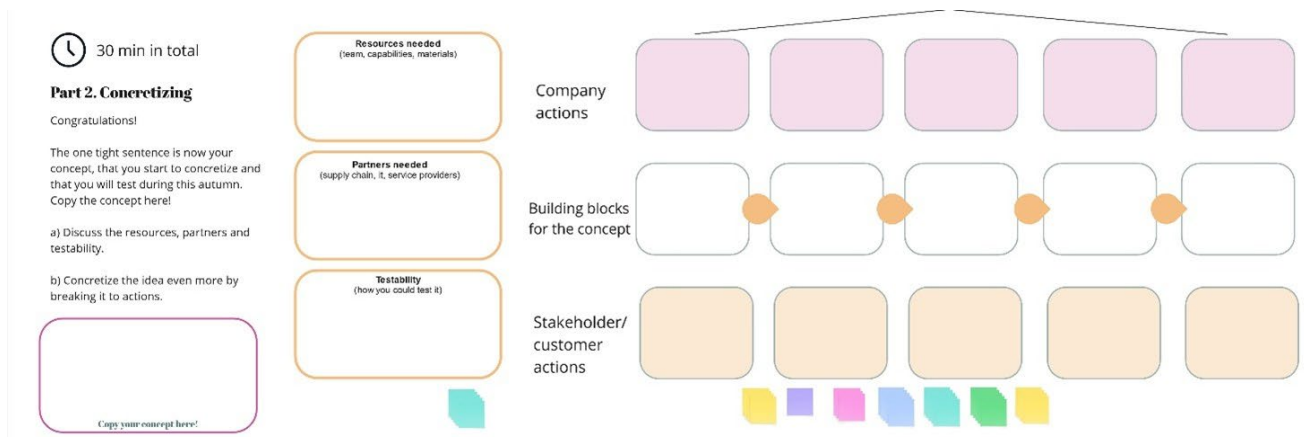 30 min in total
Part 2. Concretizing
Congratulations!
The one tight sentence is now your
concept, that you start to concretize and
that you will test during this autumn.
Copy the concept here!
a) Discuss the resources, partners and
testability.
b) Concretize the idea even more by
breaking it to actions.
Copy your concept here!
Resources needed
(team, capabilities, materials)
Partners needed
(supply chain, it, service providers)
Testability
(how you could test it)
Company
actions
Building blocks
for the concept
Stakeholder/
customer
actions